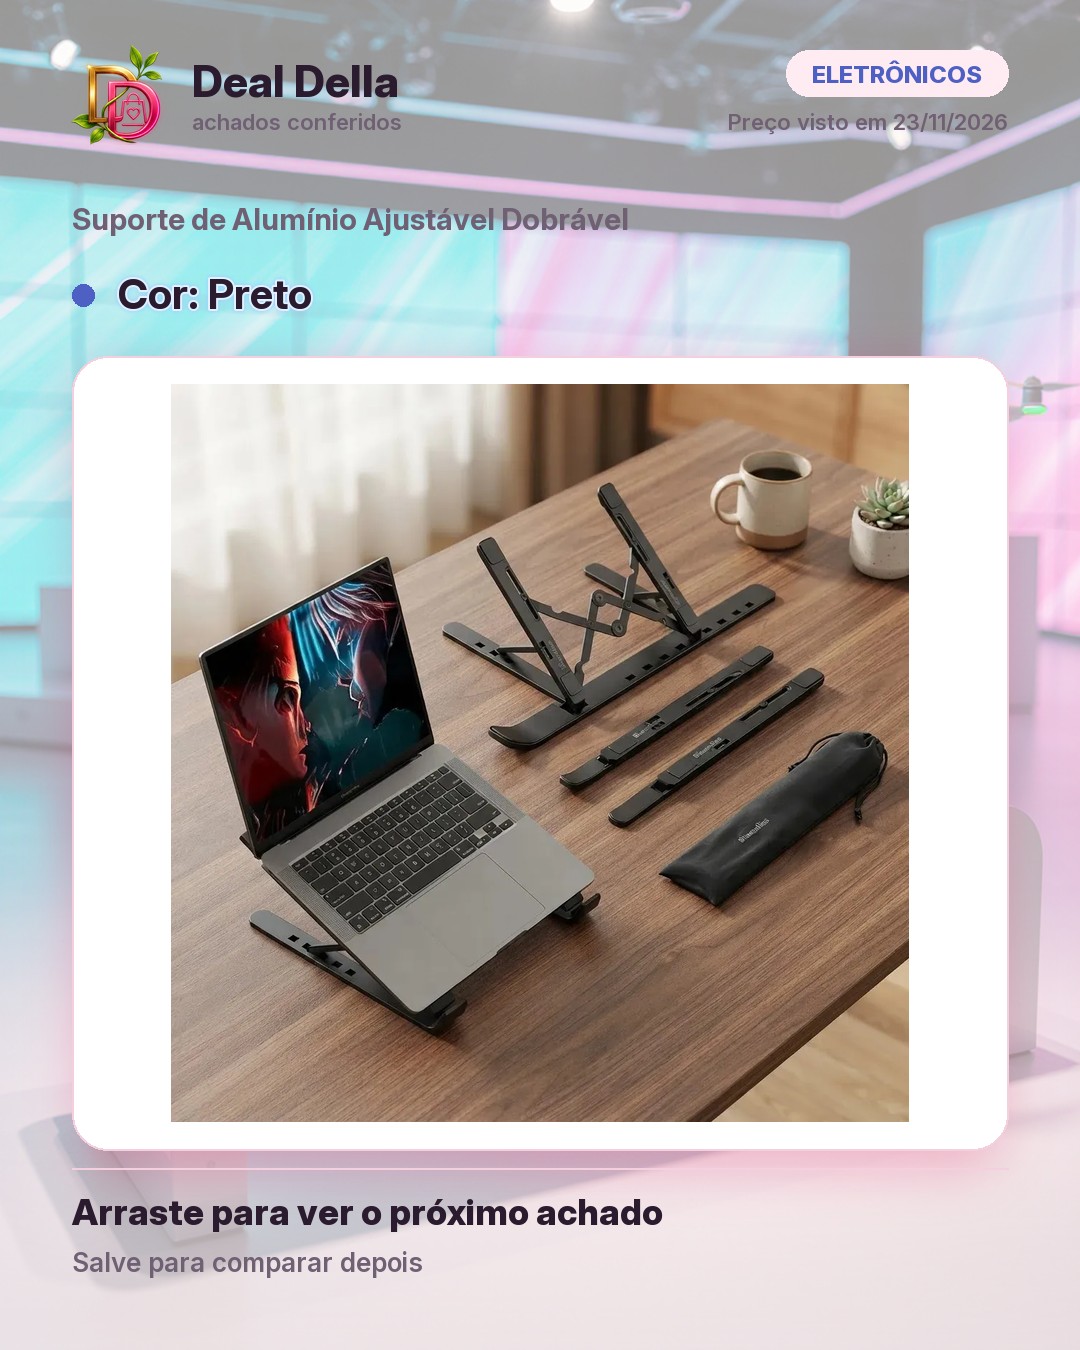 Deal Della
achados conferidos
ELETRÔNICOS
Preço visto em 23/11/2026
Suporte de Alumínio Ajustável Dobrável
Cor: Preto
Arraste para ver o próximo achado
Salve para comparar depois